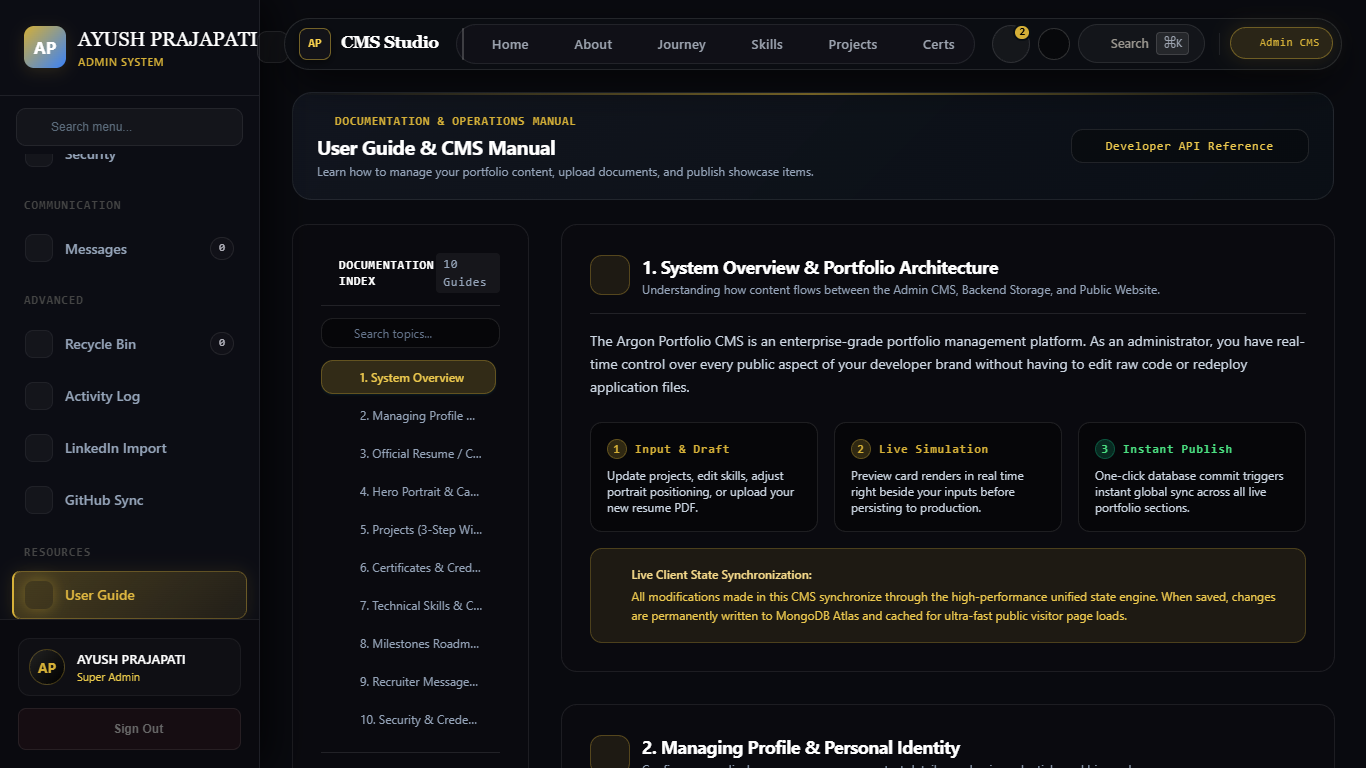 AP
AYUSH PRAJAPATI
ADMIN SYSTEM
Search menu...
Security
COMMUNICATION
Messages
0
ADVANCED
Recycle Bin
0
Activity Log
LinkedIn Import
GitHub Sync
RESOURCES
User Guide
AP
AYUSH PRAJAPATI
Super Admin
Sign Out
AP
CMS Studio
Home
About
Journey
Skills
Projects
Certs
2
Search
⌘K
Admin CMS
DOCUMENTATION & OPERATIONS MANUAL
User Guide & CMS Manual
Learn how to manage your portfolio content, upload documents, and publish showcase items.
Developer API Reference
DOCUMENTATION
INDEX
10
Guides
Search topics...
1. System Overview
2. Managing Profile ...
3. Official Resume / C...
4. Hero Portrait & Ca...
5. Projects (3-Step Wi...
6. Certificates & Cred...
7. Technical Skills & C...
8. Milestones Roadm...
9. Recruiter Message...
10. Security & Crede...
1. System Overview & Portfolio Architecture
Understanding how content flows between the Admin CMS, Backend Storage, and Public Website.
The Argon Portfolio CMS is an enterprise-grade portfolio management platform. As an administrator, you have real-
time control over every public aspect of your developer brand without having to edit raw code or redeploy
application files.
1
Input & Draft
Update projects, edit skills, adjust
portrait positioning, or upload your
new resume PDF.
2
Live Simulation
Preview card renders in real time
right beside your inputs before
persisting to production.
3
Instant Publish
One-click database commit triggers
instant global sync across all live
portfolio sections.
Live Client State Synchronization:
All modifications made in this CMS synchronize through the high-performance unified state engine. When saved, changes
are permanently written to MongoDB Atlas and cached for ultra-fast public visitor page loads.
2. Managing Profile & Personal Identity